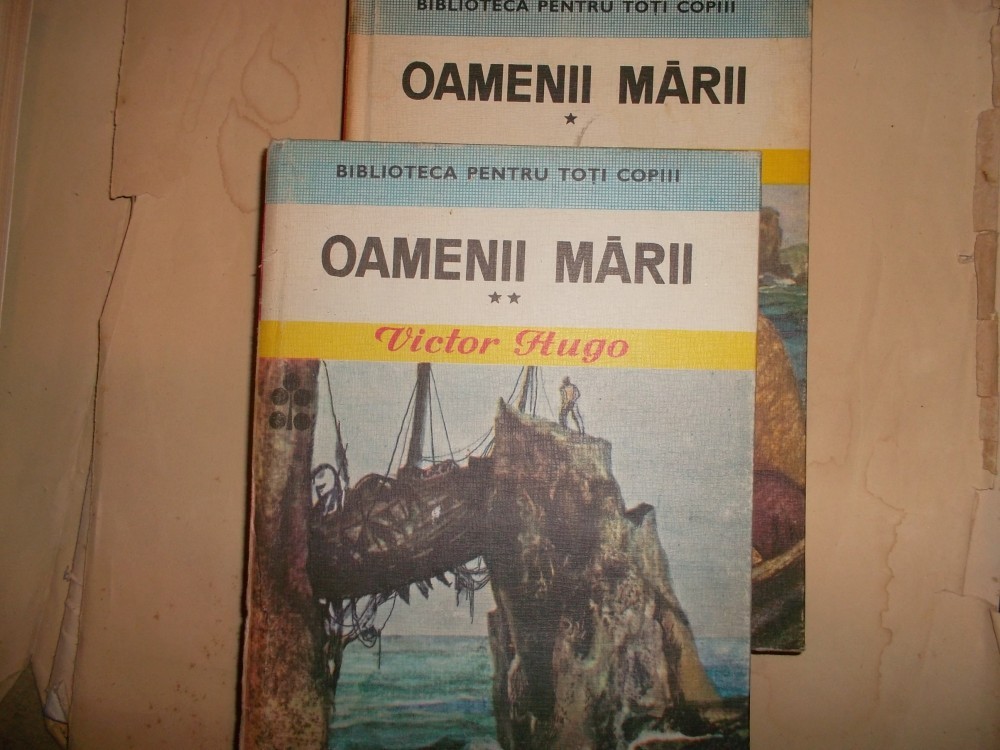 BIBLIOTECA PENTRU TOȚI COPIII
OAMENII MĂRII
★
BIBLIOTECA PENTRU TOȚI COPIII
OAMENII MĂRII
★★
Victor Hugo